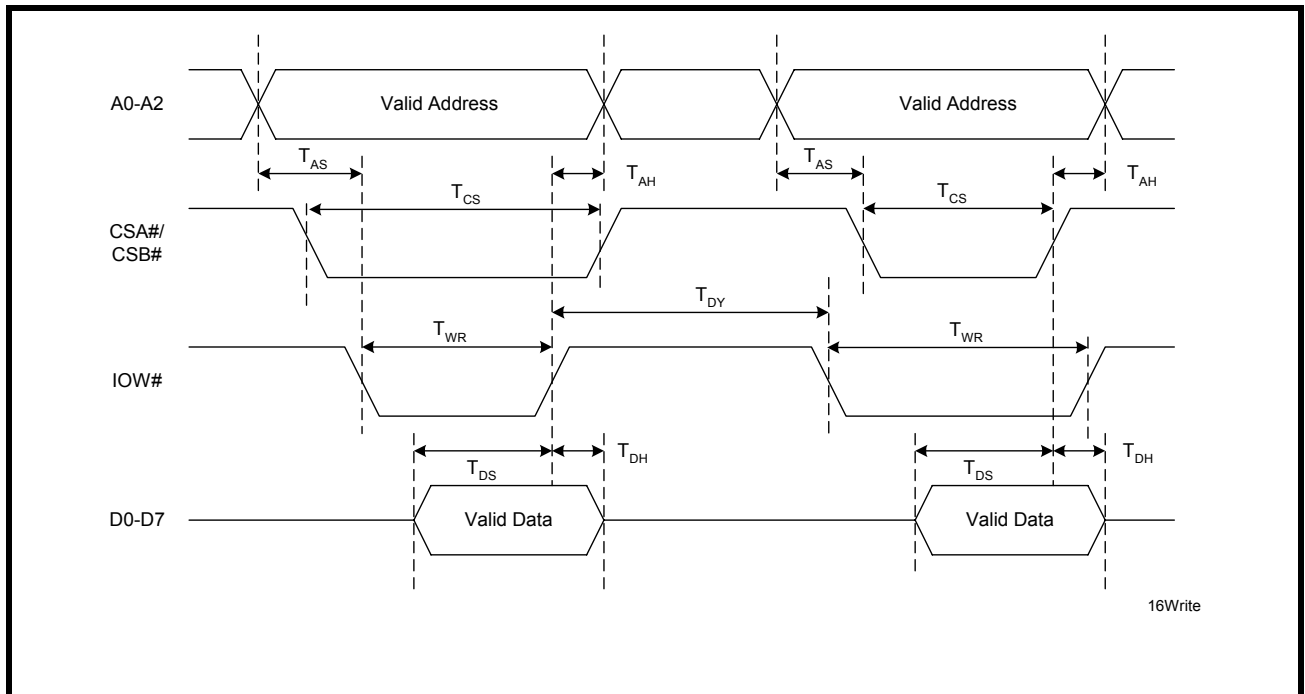 A0-A2
Valid Address
Valid Address
TAS
TAH
TAS
TAH
TCS
TCS
CSA#/
CSB#
TDY
TWR
TWR
IOW#
TDS
TDH
TDS
TDH
D0-D7
Valid Data
Valid Data
16Write